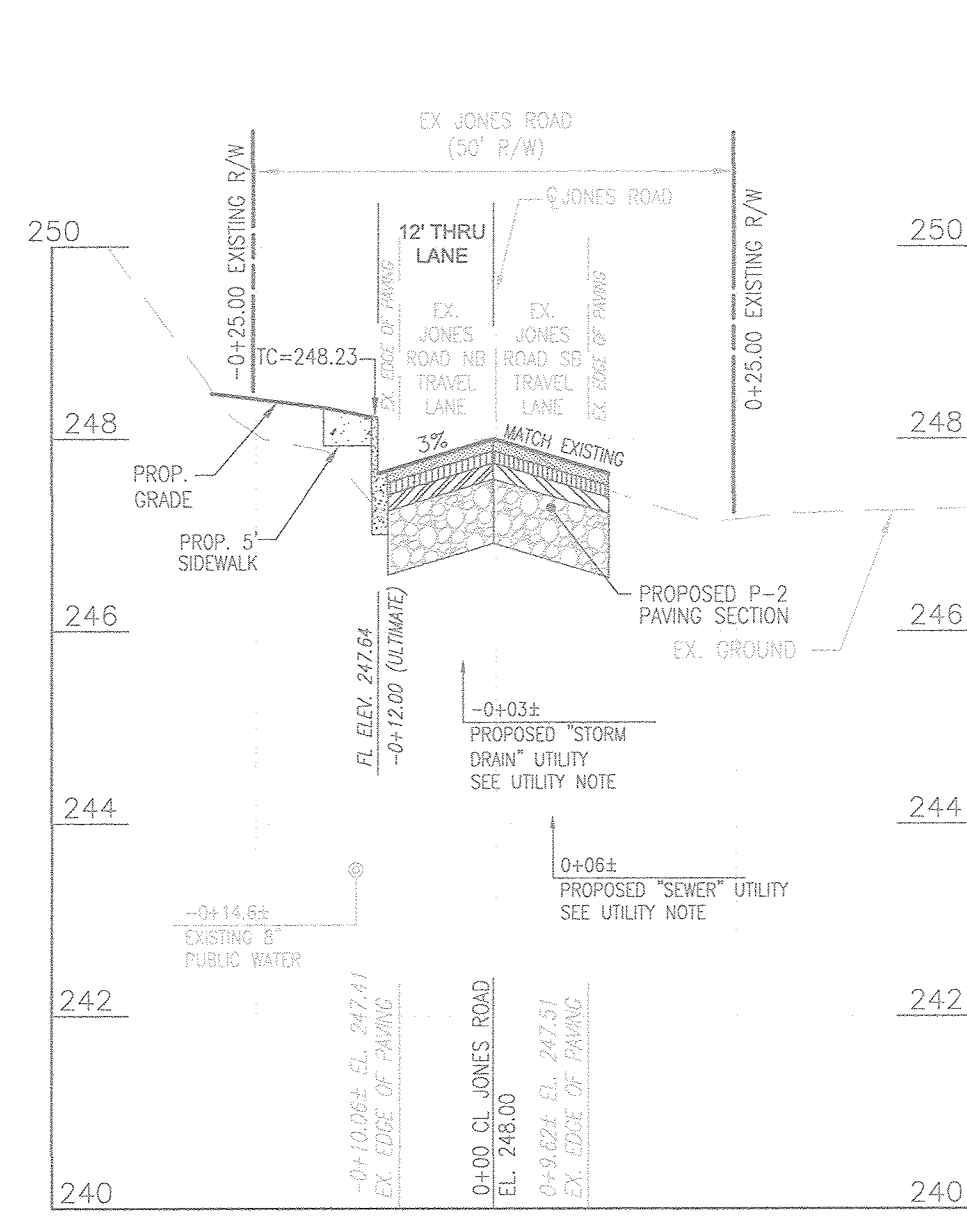 EX JONES ROAD
(50' R/W)
-0+25.00 EXISTING R/W
0+25.00 EXISTING R/W
℄ JONES ROAD
12' THRU
LANE
250
250
EX. EDGE OF PAVING
EX.
JONES
ROAD NB
TRAVEL
LANE
EX.
JONES
ROAD SB
TRAVEL
LANE
EX. EDGE OF PAVING
TC=248.23
248
248
3%
MATCH EXISTING
PROP.
GRADE
PROP. 5'
SIDEWALK
PROPOSED P-2
PAVING SECTION
246
246
EX. GROUND
FL ELEV. 247.64
-0+12.00 (ULTIMATE)
-0+03±
PROPOSED "STORM
DRAIN" UTILITY
SEE UTILITY NOTE
244
244
0+06±
PROPOSED "SEWER" UTILITY
SEE UTILITY NOTE
-0+14.6±
EXISTING 8"
PUBLIC WATER
242
242
-0+10.06± EL. 247.41
EX. EDGE OF PAVING
0+00 CL JONES ROAD
EL. 248.00
0+9.62± EL. 247.51
EX. EDGE OF PAVING
240
240